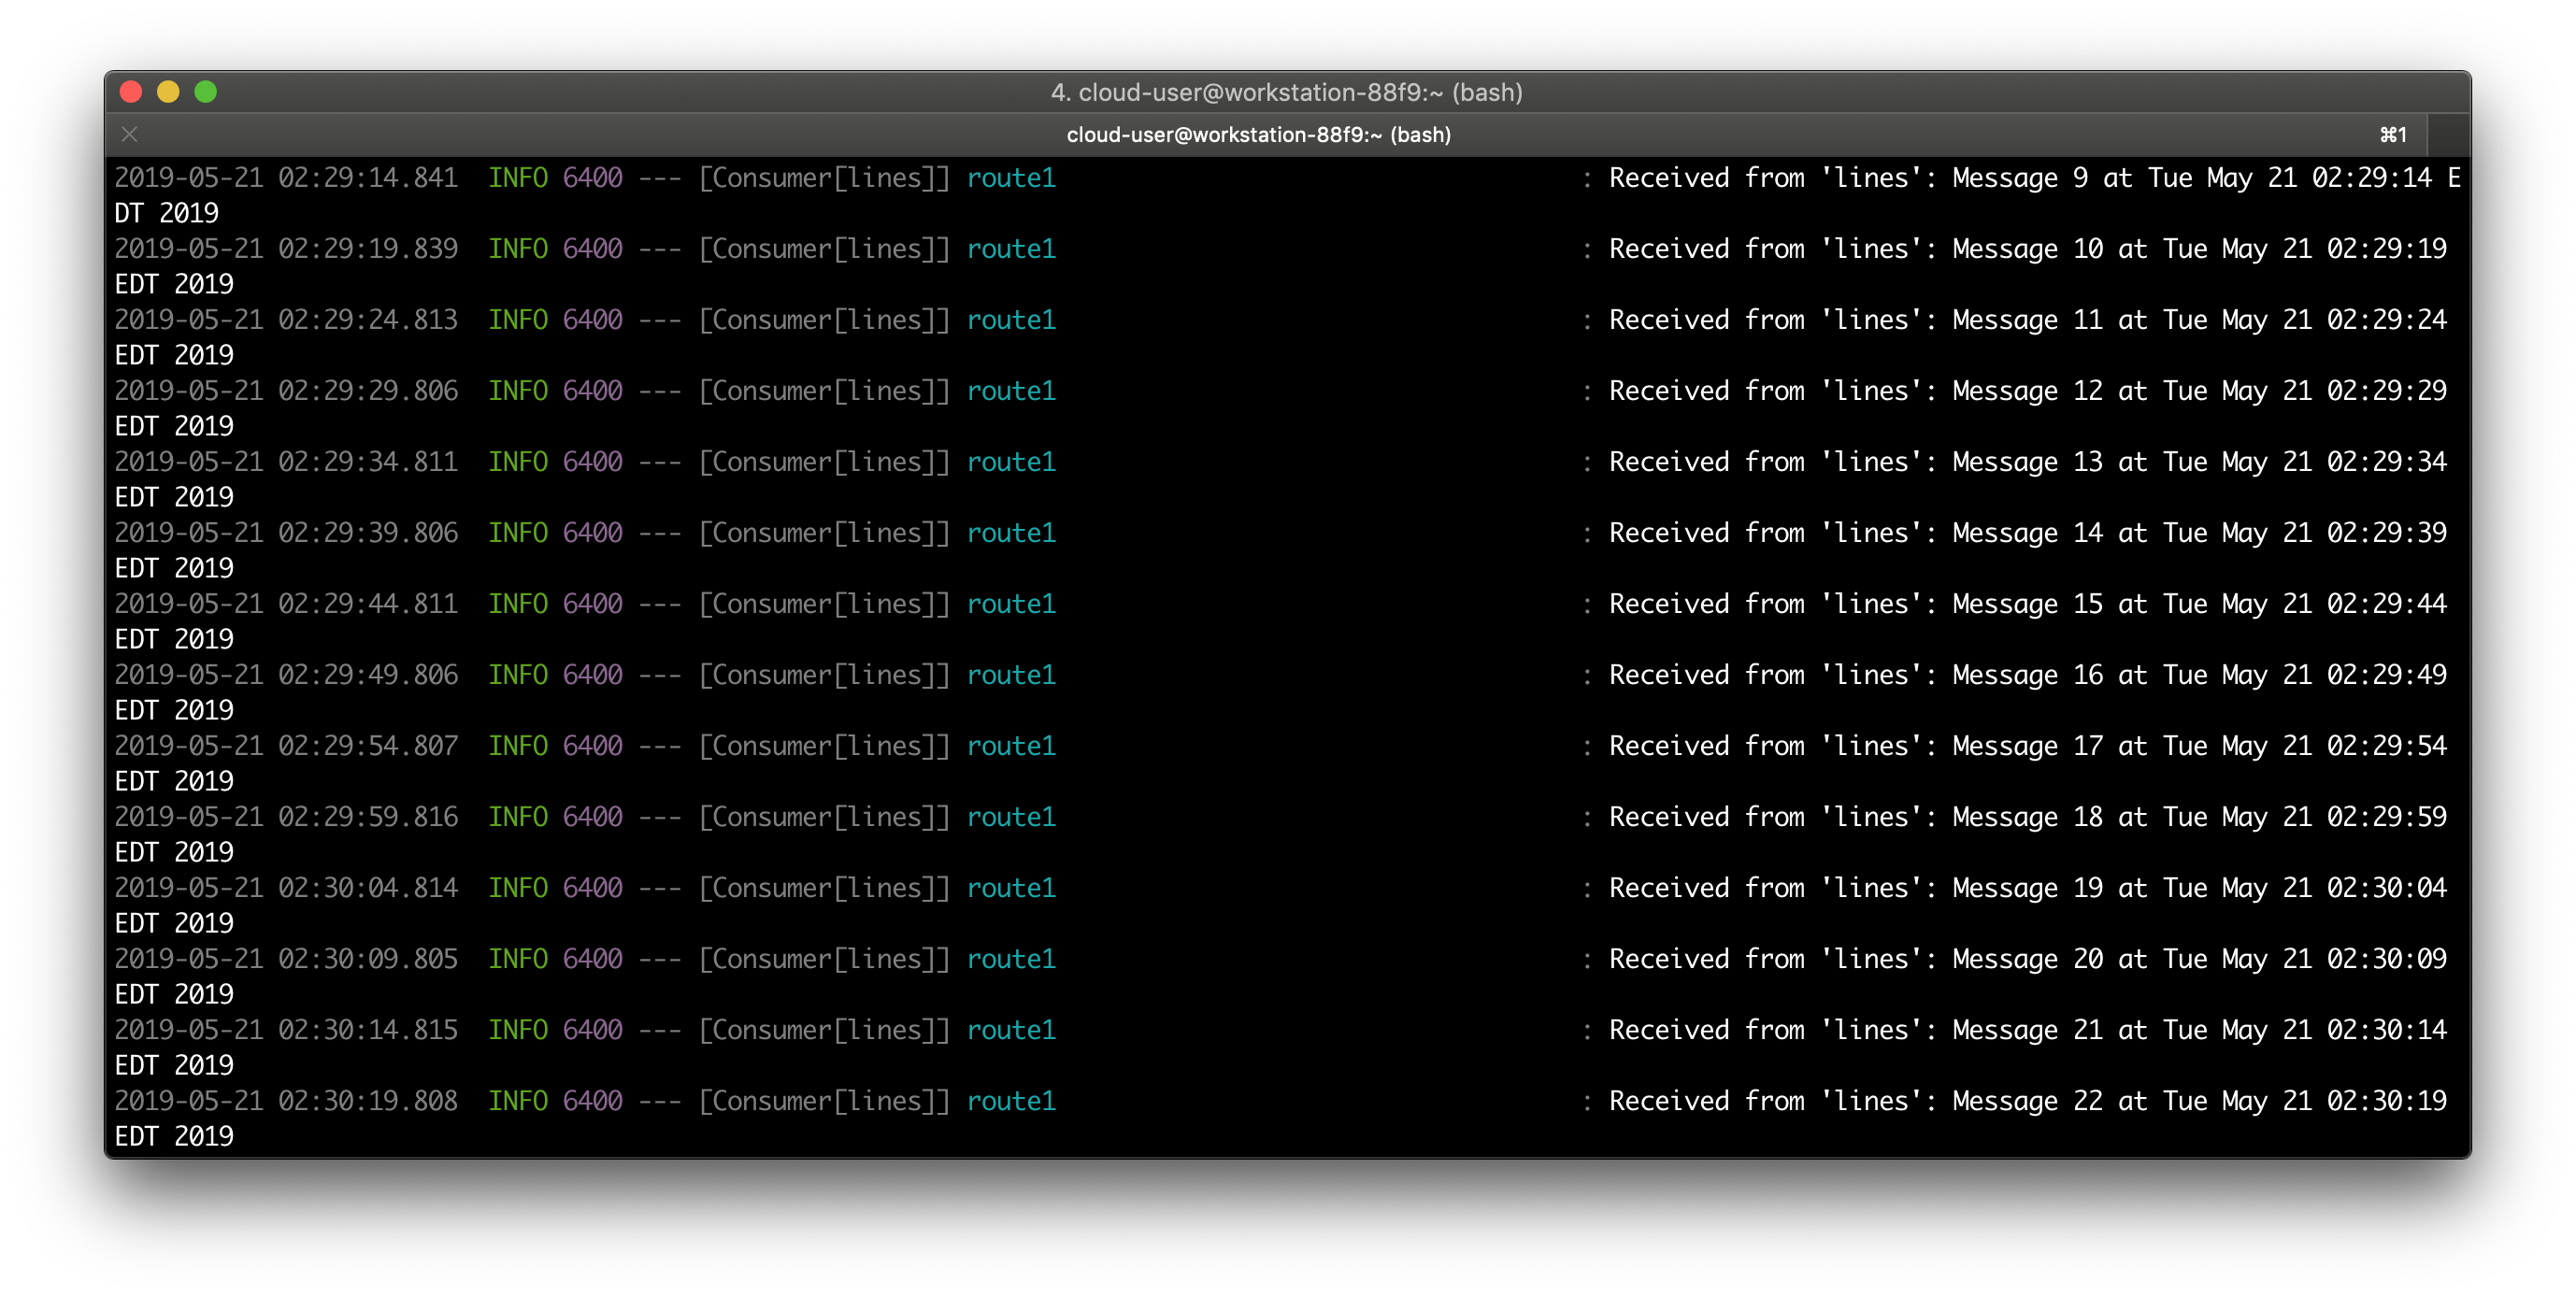 4. cloud-user@workstation-88f9:~ (bash)
cloud-user@workstation-88f9:~ (bash) ⌘1
2019-05-21 02:29:14.841  INFO 6400 --- [Consumer[lines]] route1                                   : Received from 'lines': Message 9 at Tue May 21 02:29:14 E
DT 2019
2019-05-21 02:29:19.839  INFO 6400 --- [Consumer[lines]] route1                                   : Received from 'lines': Message 10 at Tue May 21 02:29:19
EDT 2019
2019-05-21 02:29:24.813  INFO 6400 --- [Consumer[lines]] route1                                   : Received from 'lines': Message 11 at Tue May 21 02:29:24
EDT 2019
2019-05-21 02:29:29.806  INFO 6400 --- [Consumer[lines]] route1                                   : Received from 'lines': Message 12 at Tue May 21 02:29:29
EDT 2019
2019-05-21 02:29:34.811  INFO 6400 --- [Consumer[lines]] route1                                   : Received from 'lines': Message 13 at Tue May 21 02:29:34
EDT 2019
2019-05-21 02:29:39.806  INFO 6400 --- [Consumer[lines]] route1                                   : Received from 'lines': Message 14 at Tue May 21 02:29:39
EDT 2019
2019-05-21 02:29:44.811  INFO 6400 --- [Consumer[lines]] route1                                   : Received from 'lines': Message 15 at Tue May 21 02:29:44
EDT 2019
2019-05-21 02:29:49.806  INFO 6400 --- [Consumer[lines]] route1                                   : Received from 'lines': Message 16 at Tue May 21 02:29:49
EDT 2019
2019-05-21 02:29:54.807  INFO 6400 --- [Consumer[lines]] route1                                   : Received from 'lines': Message 17 at Tue May 21 02:29:54
EDT 2019
2019-05-21 02:29:59.816  INFO 6400 --- [Consumer[lines]] route1                                   : Received from 'lines': Message 18 at Tue May 21 02:29:59
EDT 2019
2019-05-21 02:30:04.814  INFO 6400 --- [Consumer[lines]] route1                                   : Received from 'lines': Message 19 at Tue May 21 02:30:04
EDT 2019
2019-05-21 02:30:09.805  INFO 6400 --- [Consumer[lines]] route1                                   : Received from 'lines': Message 20 at Tue May 21 02:30:09
EDT 2019
2019-05-21 02:30:14.815  INFO 6400 --- [Consumer[lines]] route1                                   : Received from 'lines': Message 21 at Tue May 21 02:30:14
EDT 2019
2019-05-21 02:30:19.808  INFO 6400 --- [Consumer[lines]] route1                                   : Received from 'lines': Message 22 at Tue May 21 02:30:19
EDT 2019